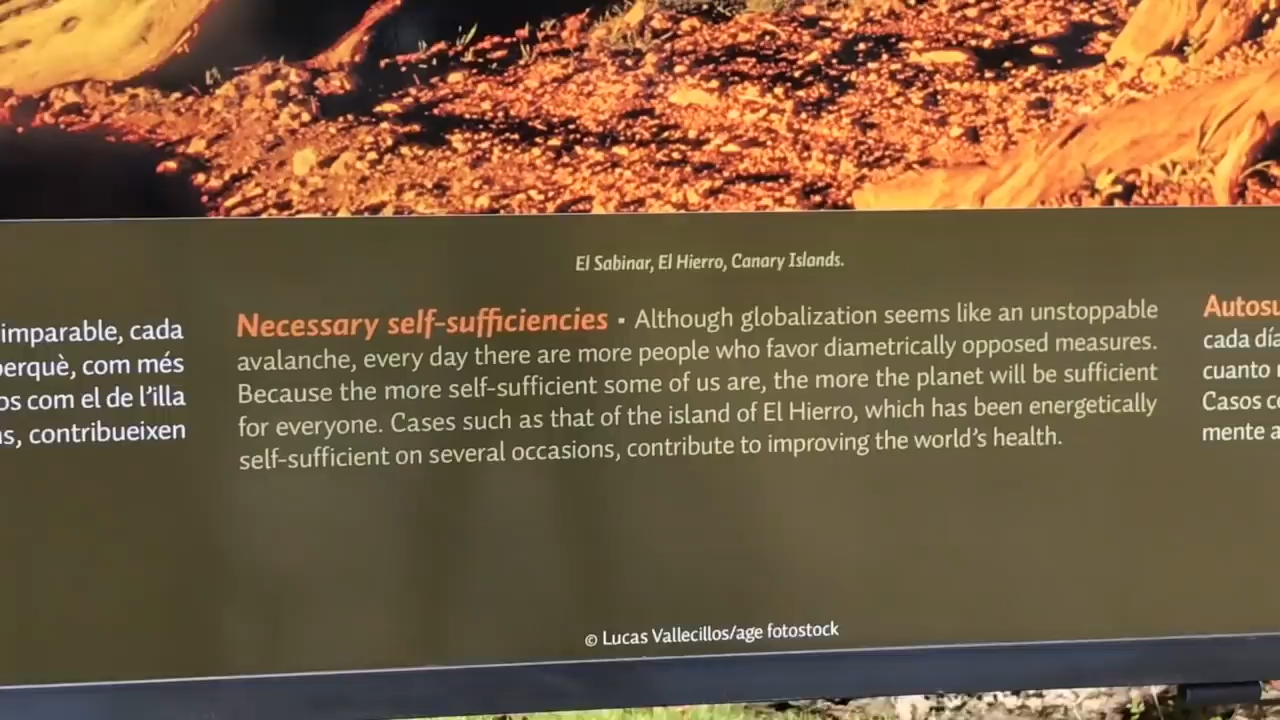 El Sabinar, El Hierro, Canary Islands.
imparable, cada
perquè, com més
os com el de l'illa
us, contribueixen
Necessary self-sufficiencies • Although globalization seems like an unstoppable
avalanche, every day there are more people who favor diametrically opposed measures.
Because the more self-sufficient some of us are, the more the planet will be sufficient
for everyone. Cases such as that of the island of El Hierro, which has been energetically
self-sufficient on several occasions, contribute to improving the world's health.
Autosu
cada día
cuanto
Casos co
mente a
© Lucas Vallecillos/age fotostock